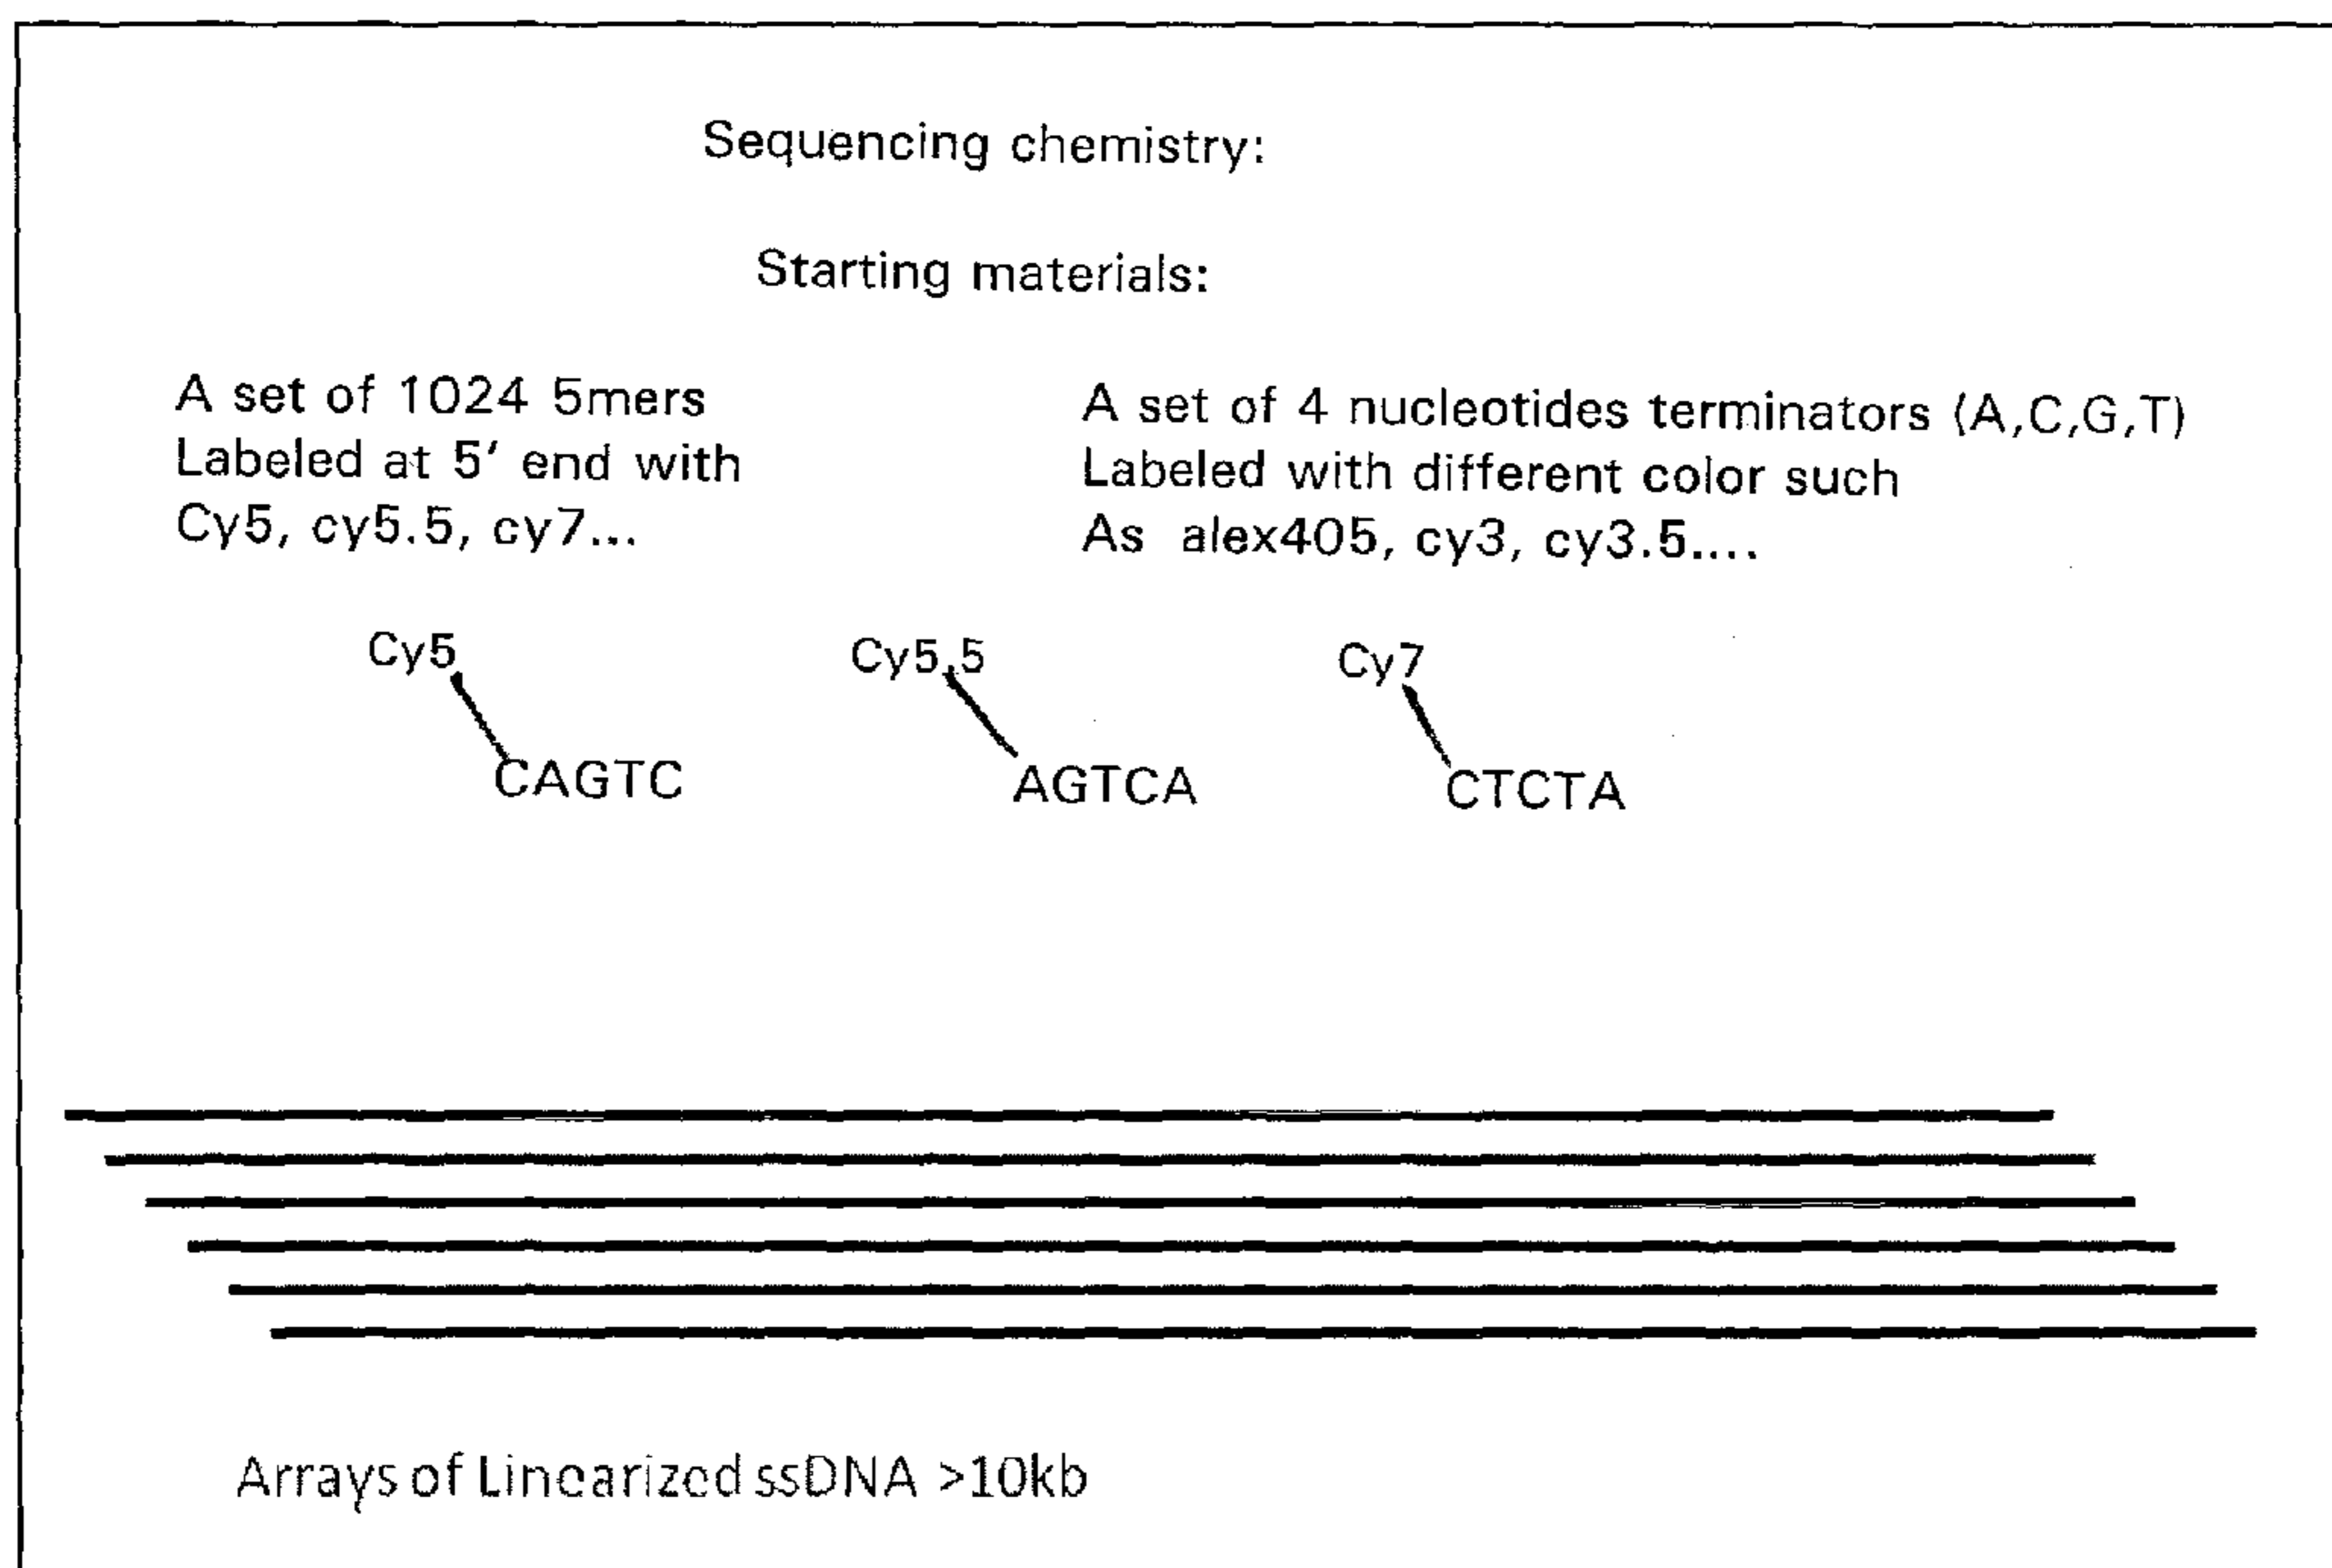 Sequencing chemistry:
Starting materials:
A set of 1024 5mers
Labeled at 5' end with
Cy5, cy5.5, cy7...
A set of 4 nucleotides terminators (A,C,G,T)
Labeled with different color such
As alex405, cy3, cy3.5....
Cy5
Cy5.5
Cy7
CAGTC
AGTCA
CTCTA
Arrays of Linearized ssDNA >10kb